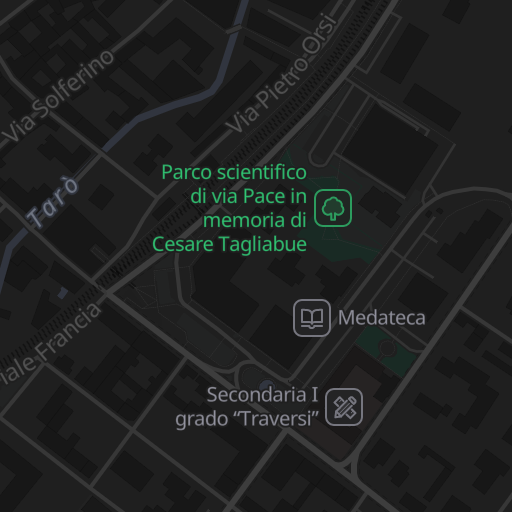 Via Solferino
Via Pietro Orsi
Parco scientifico
di via Pace in
memoria di
Cesare Tagliabue
Tarò
Medateca
Viale Francia
Secondaria I
grado “Traversi”